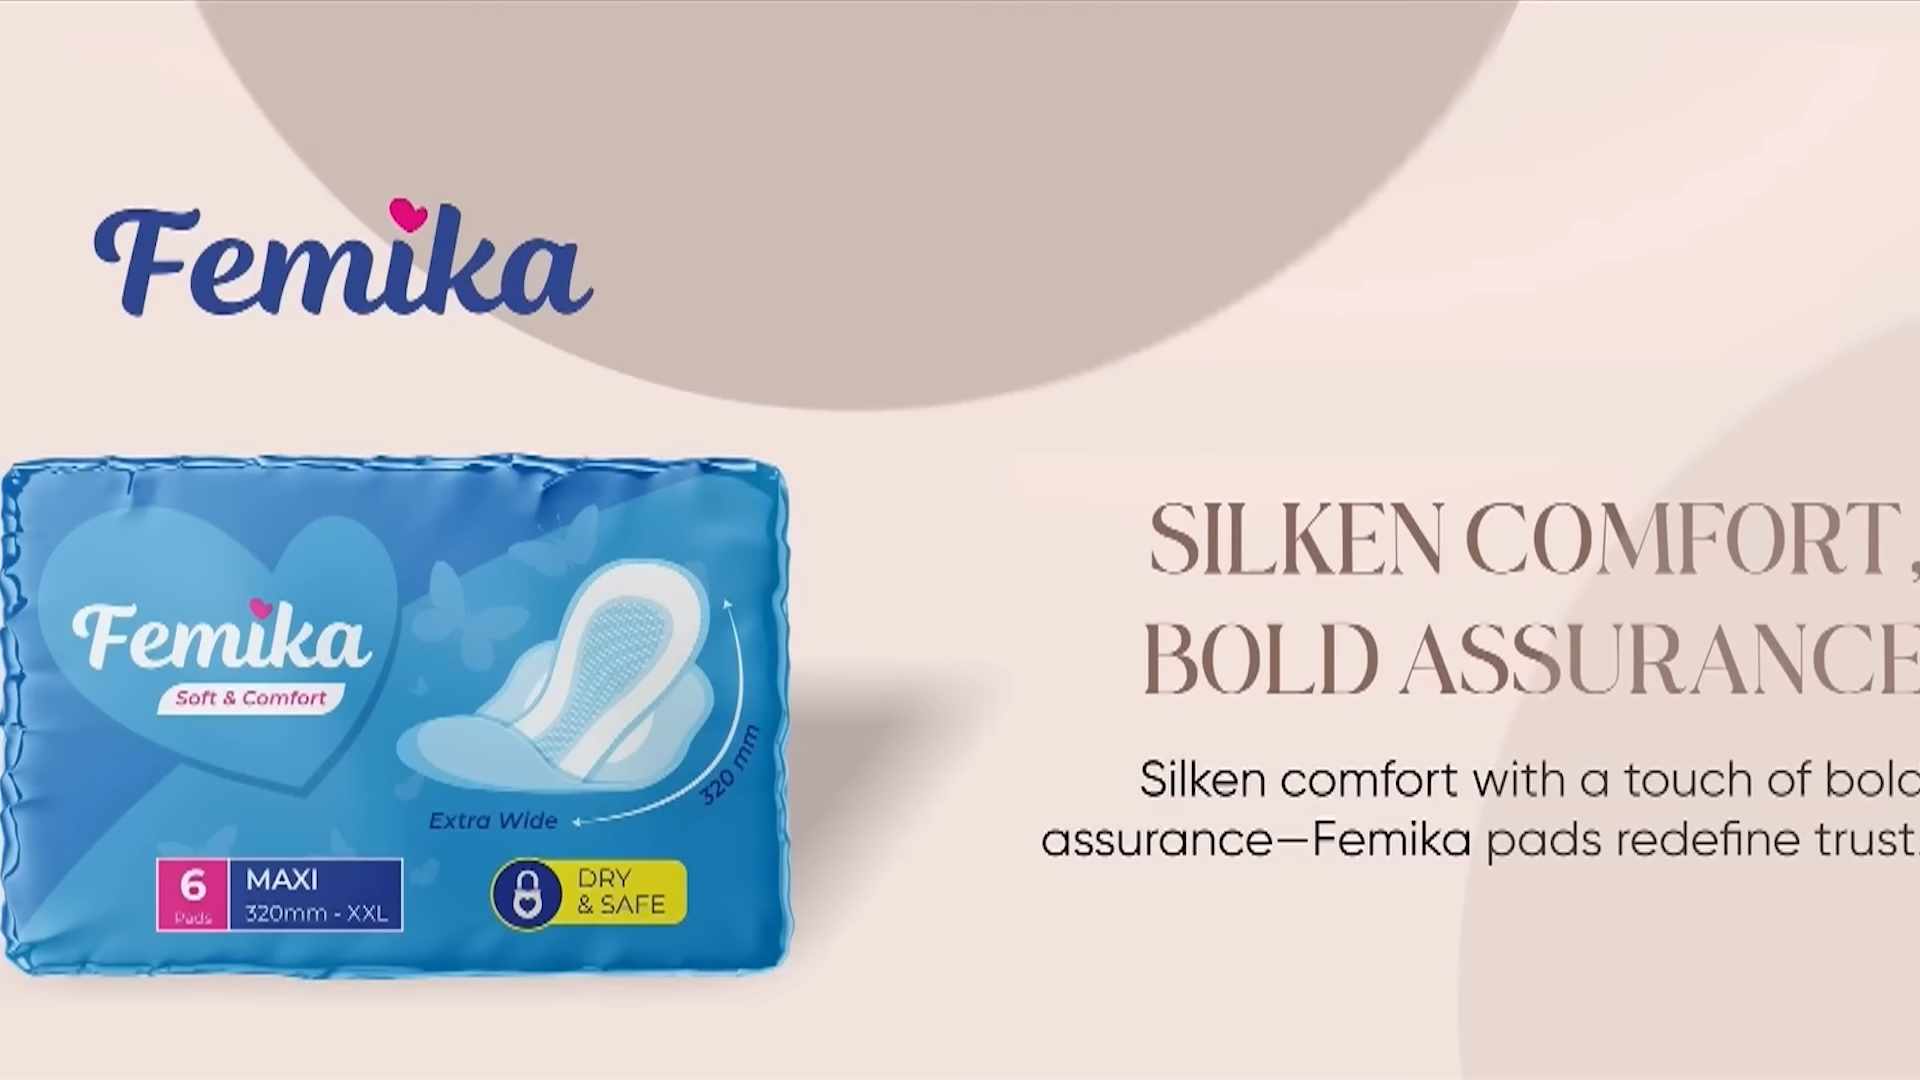 Femika
SILKEN COMFORT,
BOLD ASSURANCE
Silken comfort with a touch of bold
assurance—Femika pads redefine trust.
Femika
Soft & Comfort
320 mm
Extra Wide
6
Pads
MAXI
320mm - XXL
DRY
& SAFE